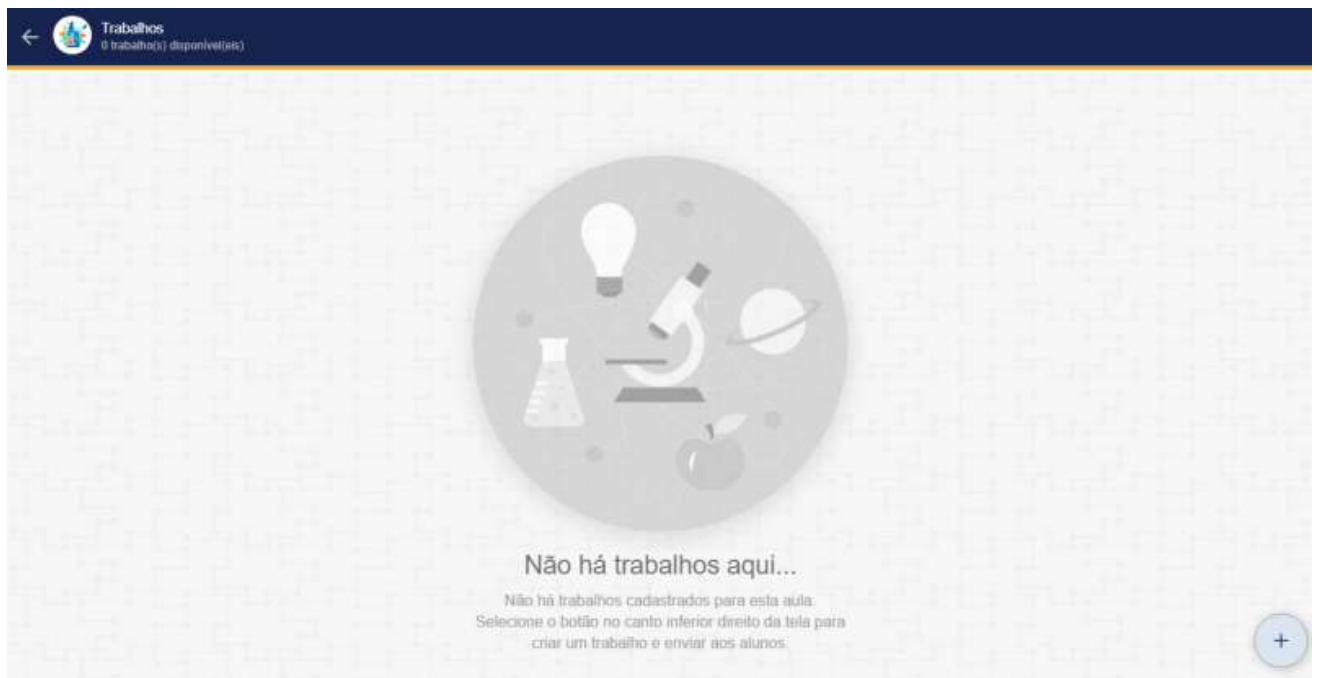 Trabalhos
0 trabalho(s) disponível(eis)
Não há trabalhos aqui...
Não há trabalhos cadastrados para esta aula.
Selecione o botão no canto inferior direito da tela para
criar um trabalho e enviar aos alunos.
+